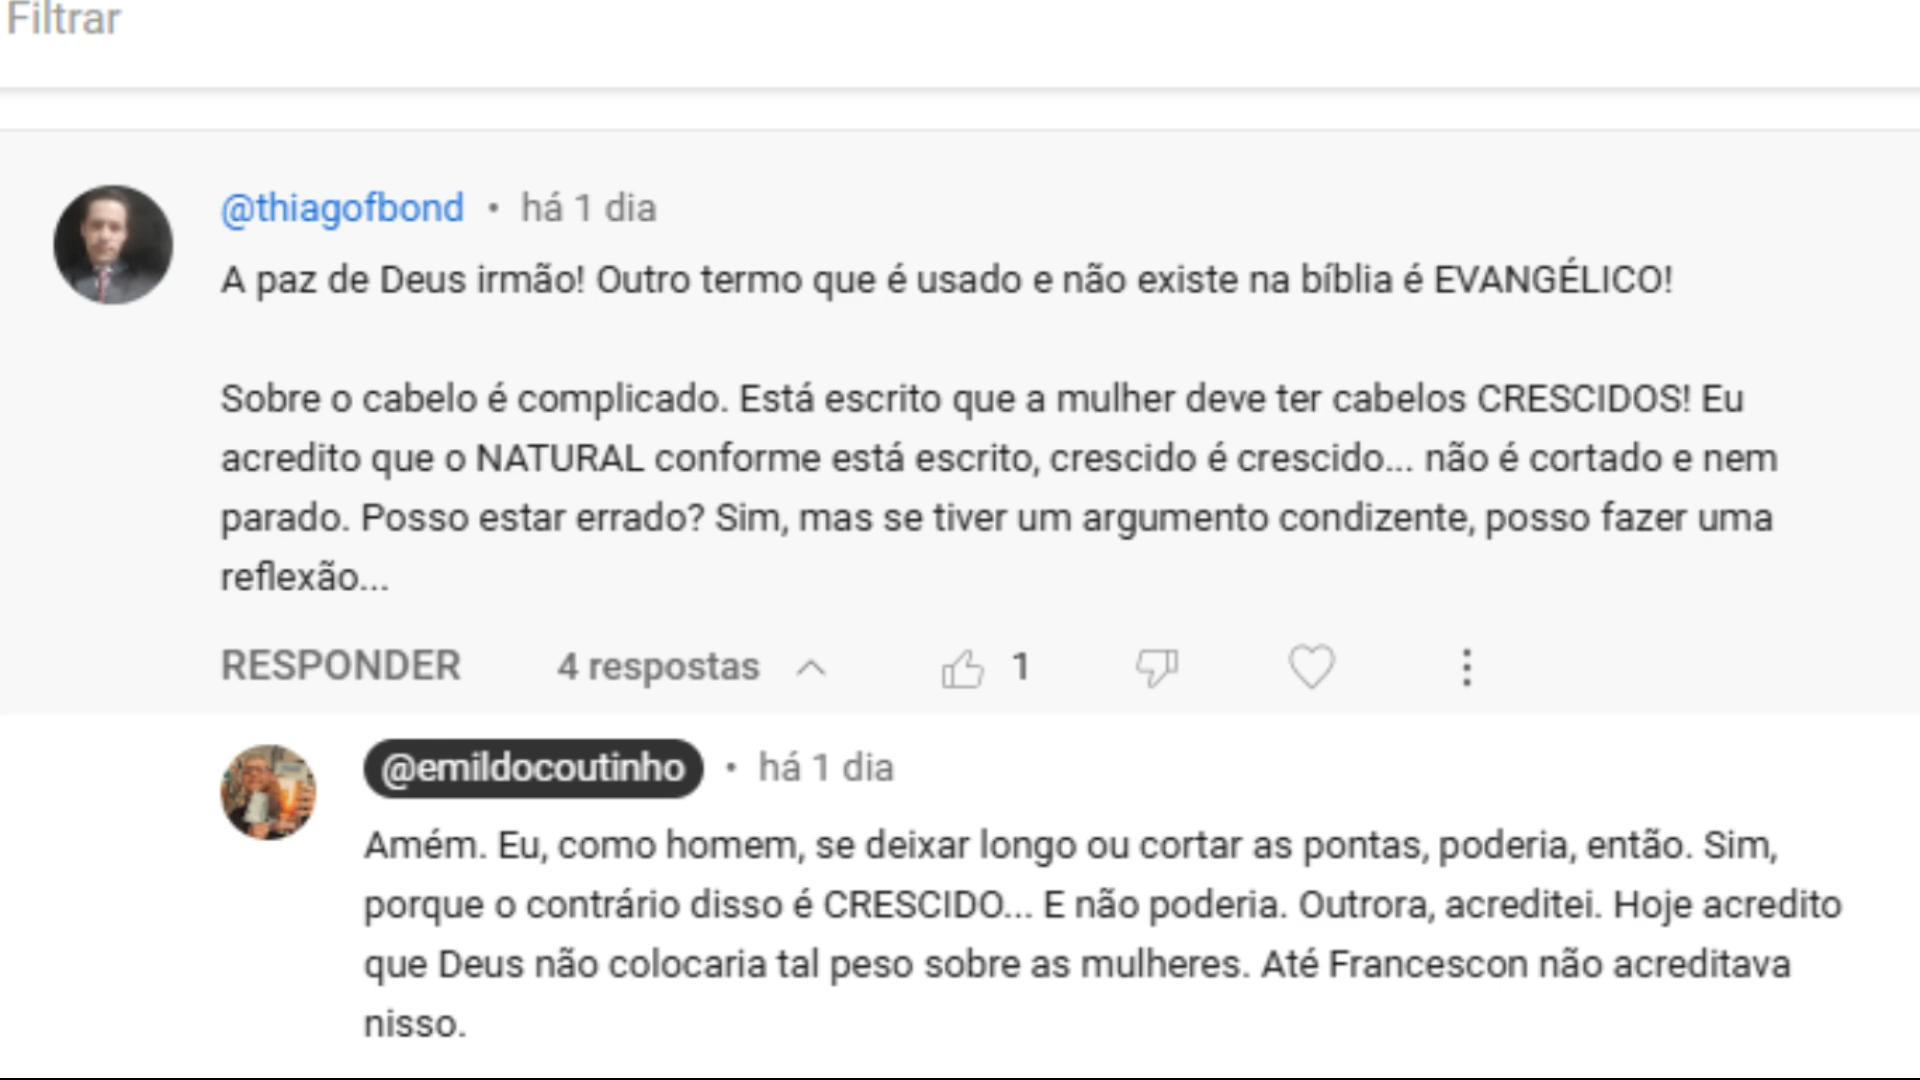 Filtrar
@thiagofbond • há 1 dia
A paz de Deus irmão! Outro termo que é usado e não existe na bíblia é EVANGÉLICO!
Sobre o cabelo é complicado. Está escrito que a mulher deve ter cabelos CRESCIDOS! Eu
acredito que o NATURAL conforme está escrito, crescido é crescido... não é cortado e nem
parado. Posso estar errado? Sim, mas se tiver um argumento condizente, posso fazer uma
reflexão...
RESPONDER 4 respostas 1
@emildocoutinho • há 1 dia
Amém. Eu, como homem, se deixar longo ou cortar as pontas, poderia, então. Sim,
porque o contrário disso é CRESCIDO... E não poderia. Outrora, acreditei. Hoje acredito
que Deus não colocaria tal peso sobre as mulheres. Até Francescon não acreditava
nisso.